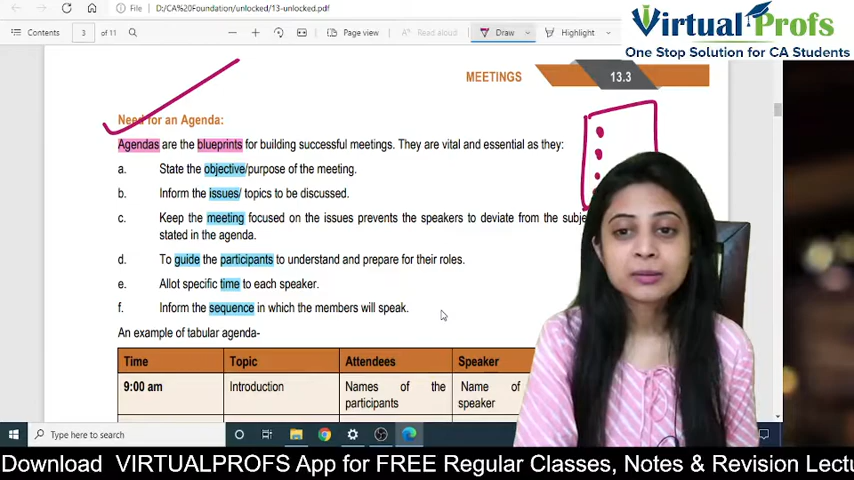 File
D:/CA%20Foundation/unlocked/13-unlocked.pdf
Contents
3
of 11
Page view
Read aloud
Draw
Highlight
Virtual Profs
One Stop Solution for CA Students
MEETINGS
13.3
Need for an Agenda:
Agendas are the blueprints for building successful meetings. They are vital and essential as they:
a. State the objective/purpose of the meeting.
b. Inform the issues/ topics to be discussed.
c. Keep the meeting focused on the issues prevents the speakers to deviate from the subje
stated in the agenda.
d. To guide the participants to understand and prepare for their roles.
e. Allot specific time to each speaker.
f. Inform the sequence in which the members will speak.
An example of tabular agenda-
Time Topic Attendees Speaker
9:00 am Introduction Names of the Name of
participants speaker
Type here to search
Download VIRTUALPROFS App for FREE Regular Classes, Notes & Revision Lectu